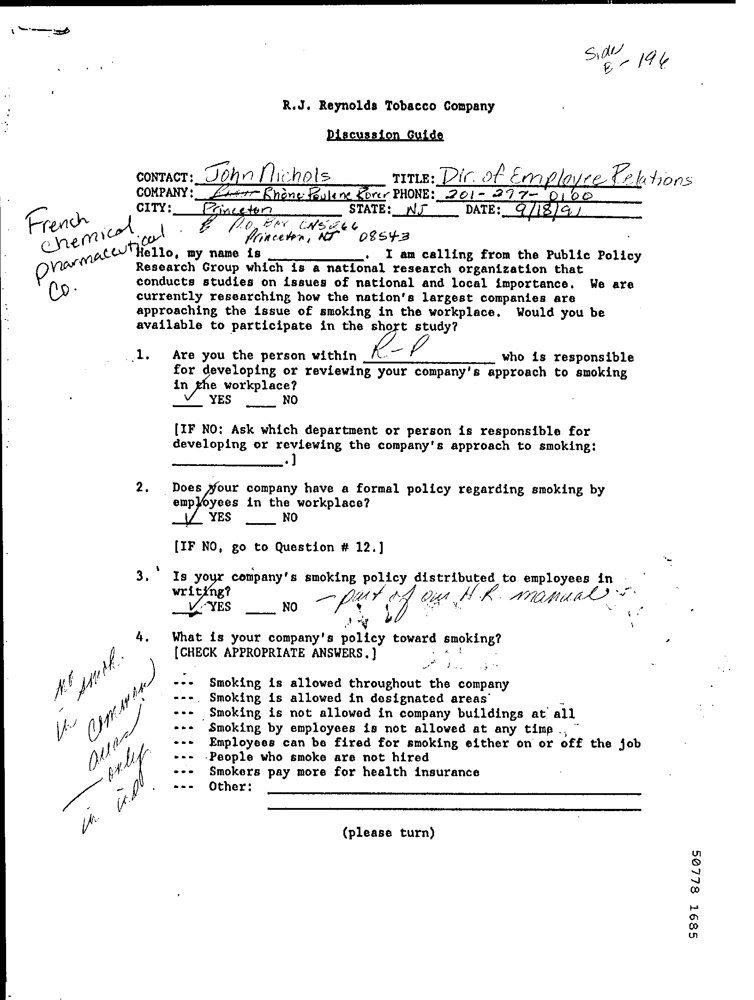 Side
B - 196
R.J. Reynolds Tobacco Company
Discussion Guide
CONTACT: John Nichols TITLE: Dir. of Employee Relations
COMPANY: Rhône Poulenc Rorer PHONE: 201-297-0100
CITY: Princeton STATE: NJ DATE: 9/18/91
P.O. Box CN5266
Princeton, NJ 08543
French
chemical
pharmaceutical
Co.
Hello, my name is ________. I am calling from the Public Policy
Research Group which is a national research organization that
conducts studies on issues of national and local importance. We are
currently researching how the nation's largest companies are
approaching the issue of smoking in the workplace. Would you be
available to participate in the short study?
1. Are you the person within R-P who is responsible
for developing or reviewing your company's approach to smoking
in the workplace?
✓ YES ____ NO
[IF NO: Ask which department or person is responsible for
developing or reviewing the company's approach to smoking:
____________.]
2. Does your company have a formal policy regarding smoking by
employees in the workplace?
✓ YES ____ NO
[IF NO, go to Question # 12.]
3. Is your company's smoking policy distributed to employees in
writing?
✓ YES ____ NO - part of our H.R. manual
4. What is your company's policy toward smoking?
[CHECK APPROPRIATE ANSWERS.]
--- Smoking is allowed throughout the company
--- Smoking is allowed in designated areas
--- Smoking is not allowed in company buildings at all
--- Smoking by employees is not allowed at any time
--- Employees can be fired for smoking either on or off the job
--- People who smoke are not hired
--- Smokers pay more for health insurance
--- Other:
no smok.
in common
areas
- only
in ind.
(please turn)
50778 1685